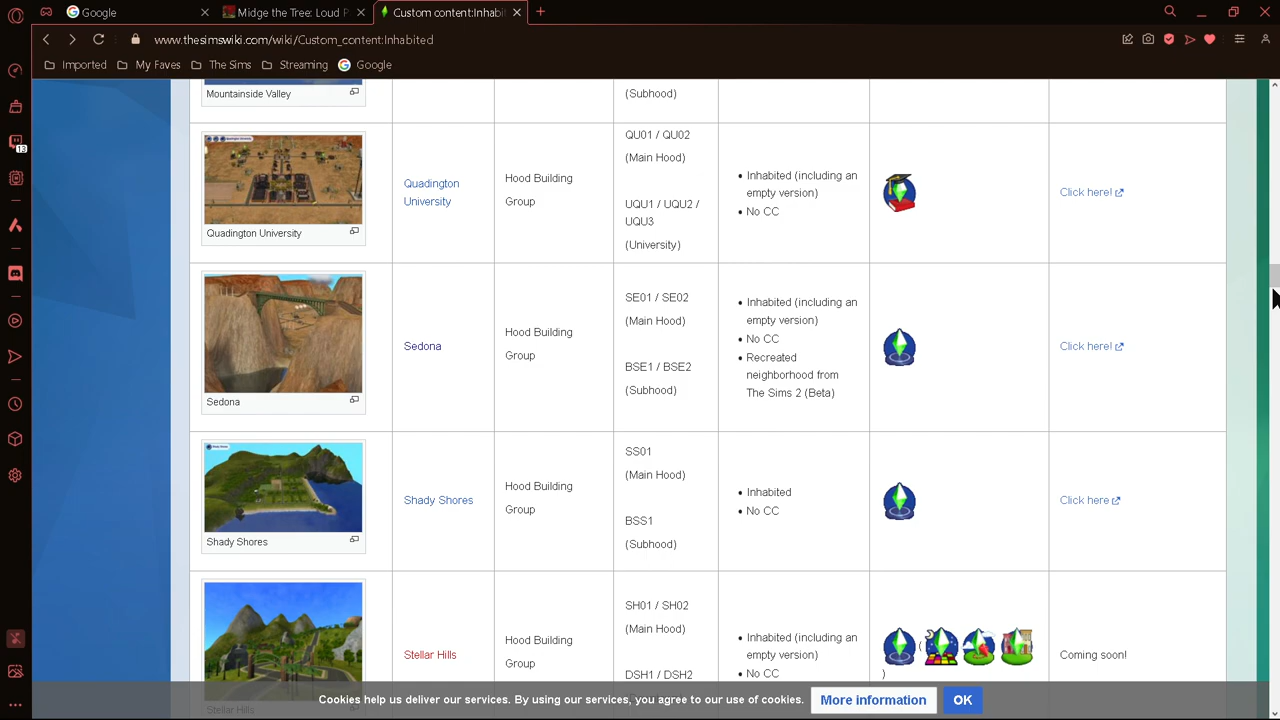 Google
Midge the Tree: Loud P
Custom content:Inhabi
www.thesimswiki.com/wiki/Custom_content:Inhabited
Imported
My Faves
The Sims
Streaming
Google
13
Mountainside Valley
(Subhood)
Quadington University
Quadington
University
Hood Building
Group
QU01 / QU02
(Main Hood)
UQU1 / UQU2 /
UQU3
(University)
• Inhabited (including an
empty version)
• No CC
Click here!
Sedona
Sedona
Hood Building
Group
SE01 / SE02
(Main Hood)
BSE1 / BSE2
(Subhood)
• Inhabited (including an
empty version)
• No CC
• Recreated
neighborhood from
The Sims 2 (Beta)
Click here!
Shady Shores
Shady Shores
Hood Building
Group
SS01
(Main Hood)
BSS1
(Subhood)
• Inhabited
• No CC
Click here
Stellar Hills
Stellar Hills
Hood Building
Group
SH01 / SH02
(Main Hood)
DSH1 / DSH2
• Inhabited (including an
empty version)
• No CC
(
)
Coming soon!
Cookies help us deliver our services. By using our services, you agree to our use of cookies.
More information
OK